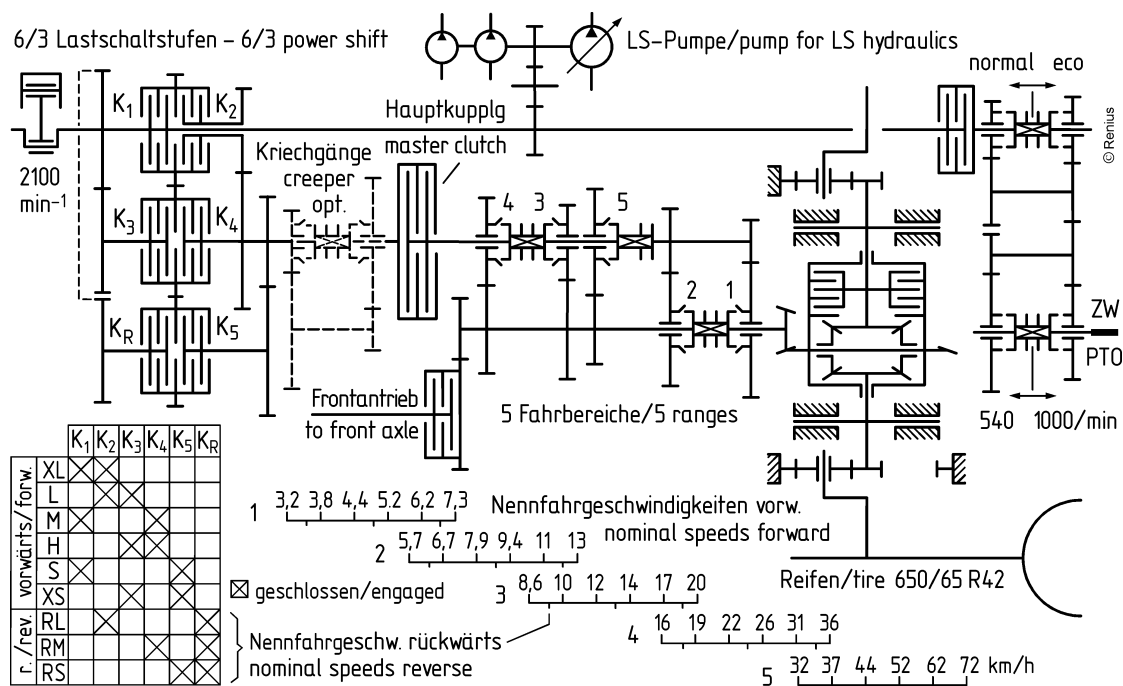 6/3 Lastschaltstufen – 6/3 power shift
LS-Pumpe/pump for LS hydraulics
normal eco
© Renius
K1 K2
Hauptkupplg
master clutch
2100
min-1
Kriechgänge
creeper
opt.
K3 K4
4 3 5
2 1
KR K5
ZW
PTO
Frontantrieb
to front axle
5 Fahrbereiche/5 ranges
540 1000/min
K1 K2 K3 K4 K5 KR
vorwärts/forw.
XL
L
M
H
S
XS
r./rev.
RL
RM
RS
geschlossen/engaged
Nennfahrgeschw. rückwärts
nominal speeds reverse
Nennfahrgeschwindigkeiten vorw.
nominal speeds forward
1 3,2 3,8 4,4 5.2 6,2 7,3
2 5,7 6,7 7,9 9,4 11 13
3 8,6 10 12 14 17 20
4 16 19 22 26 31 36
5 32 37 44 52 62 72 km/h
Reifen/tire 650/65 R42